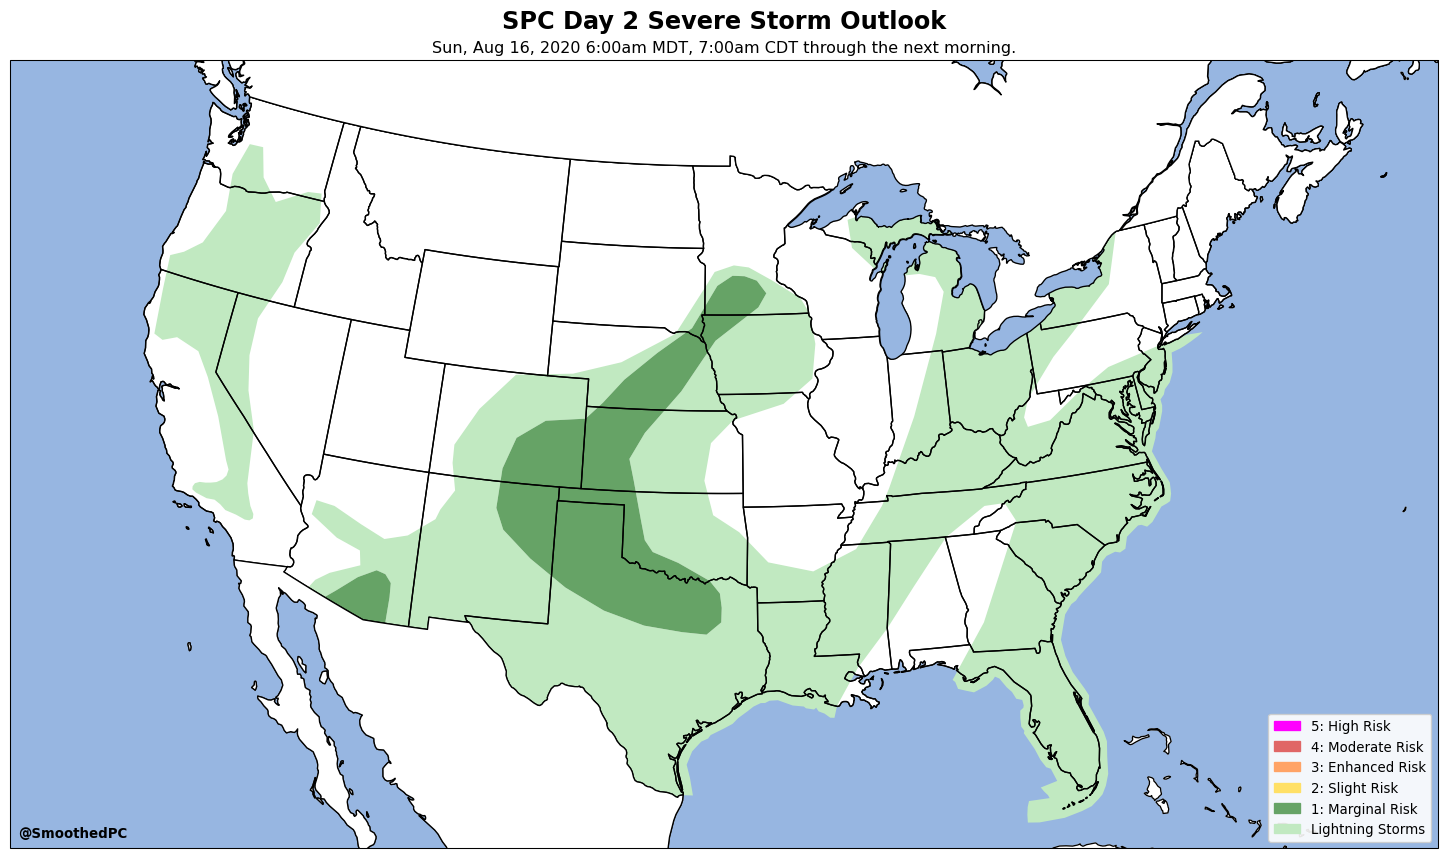 SPC Day 2 Severe Storm Outlook
Sun, Aug 16, 2020 6:00am MDT, 7:00am CDT through the next morning.
5: High Risk
4: Moderate Risk
3: Enhanced Risk
2: Slight Risk
1: Marginal Risk
Lightning Storms
@SmoothedPC